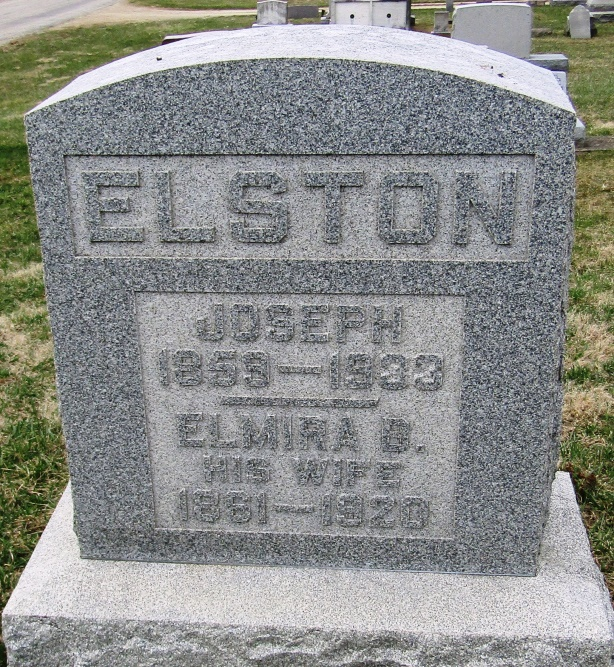 ELSTON
JOSEPH
1859—1933
ELMIRA D.
HIS WIFE
1861—1920